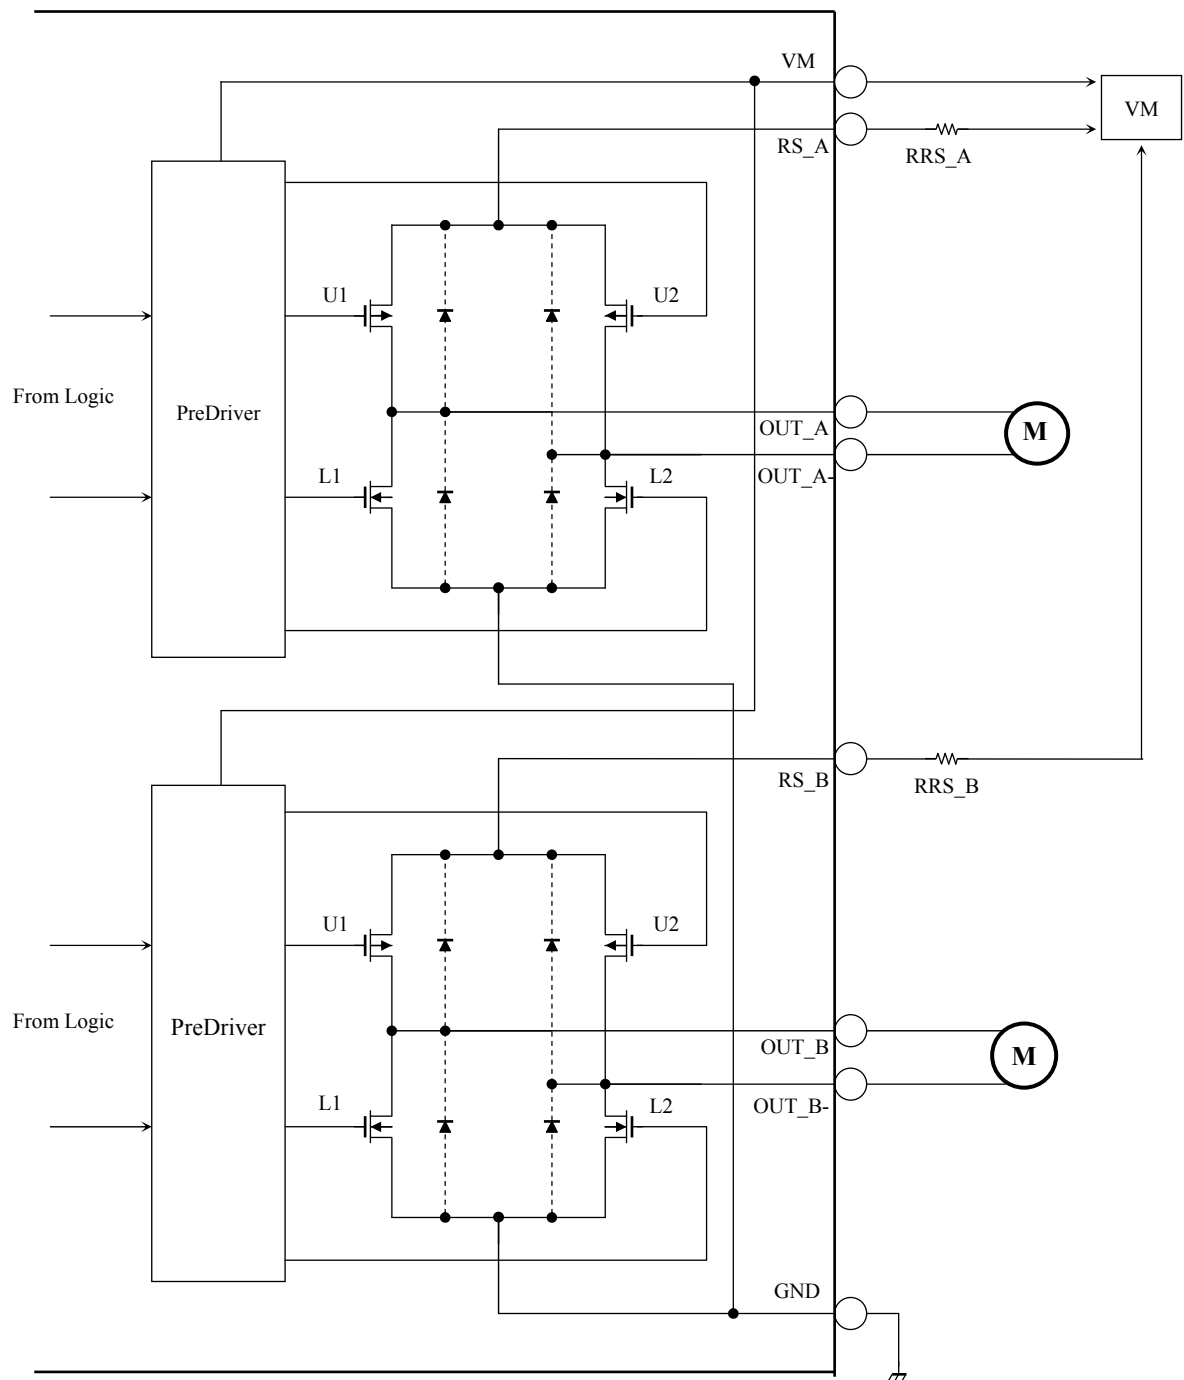 VM
VM
RS_A
RRS_A
U1
U2
From Logic
PreDriver
OUT_A
M
L1
L2
OUT_A-
RS_B
RRS_B
U1
U2
From Logic
PreDriver
OUT_B
M
L1
L2
OUT_B-
GND